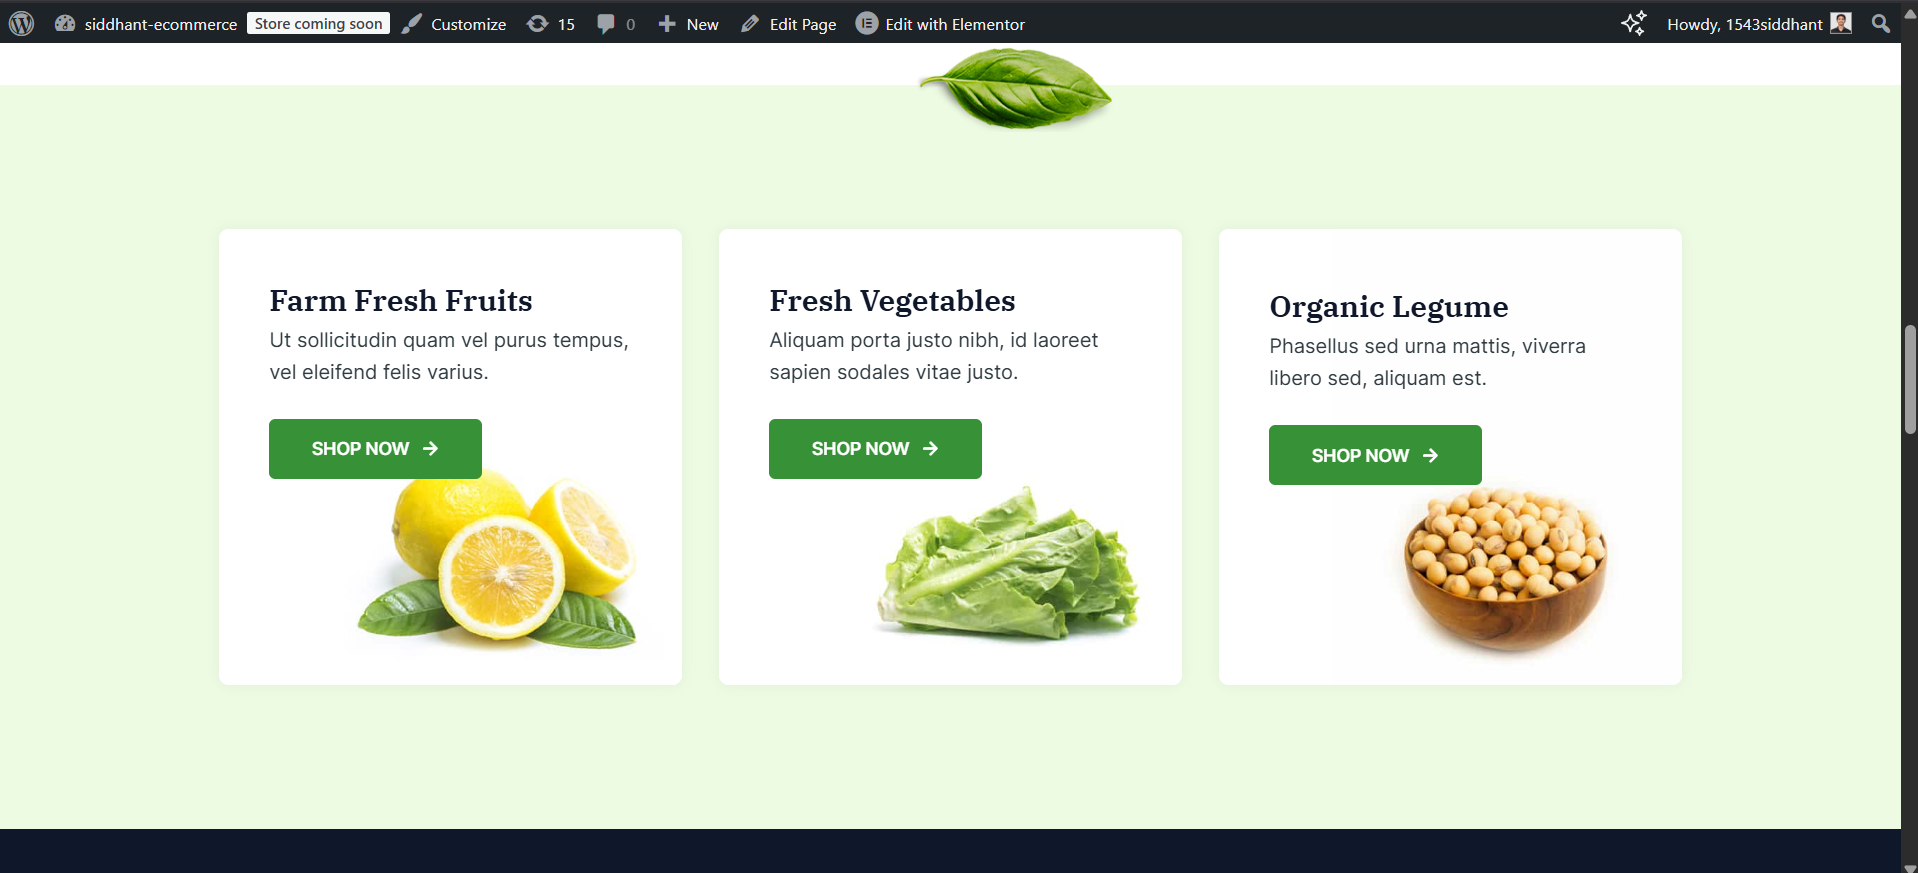 siddhant-ecommerce Store coming soon Customize 15 0 New Edit Page Edit with Elementor Howdy, 1543siddhant
Farm Fresh Fruits
Ut sollicitudin quam vel purus tempus,
vel eleifend felis varius.
SHOP NOW →
Fresh Vegetables
Aliquam porta justo nibh, id laoreet
sapien sodales vitae justo.
SHOP NOW →
Organic Legume
Phasellus sed urna mattis, viverra
libero sed, aliquam est.
SHOP NOW →